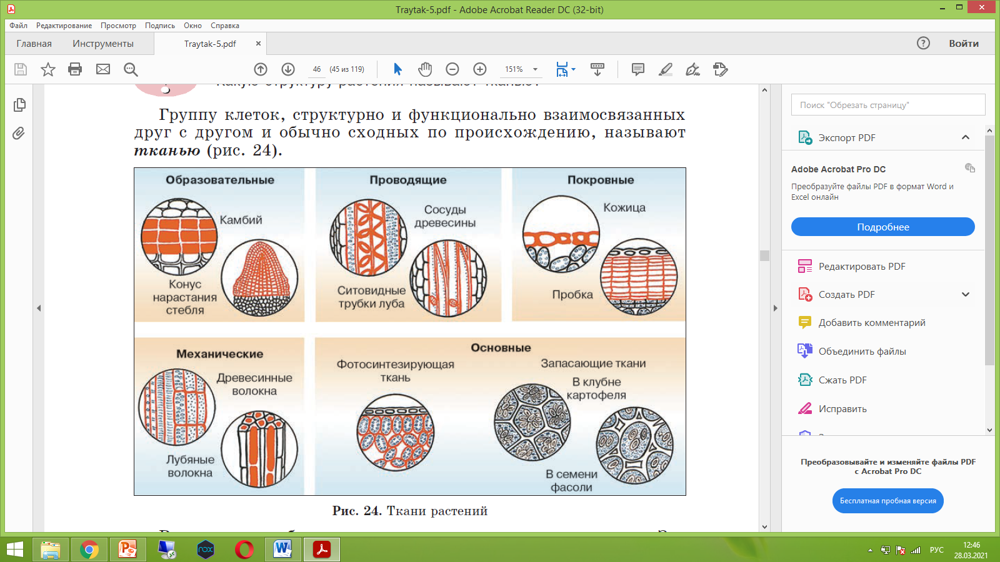 Traytak-5.pdf - Adobe Acrobat Reader DC (32-bit)
Файл Редактирование Просмотр Подпись Окно Справка
Главная Инструменты Traytak-5.pdf × Войти
46 (45 из 119) 151%
Какую структуру растения называют тканью?
Группу клеток, структурно и функционально взаимосвязанных
друг с другом и обычно сходных по происхождению, называют
тканью (рис. 24).
Образовательные
Камбий
Конус
нарастания
стебля
Проводящие
Сосуды
древесины
Ситовидные
трубки луба
Покровные
Кожица
Пробка
Механические
Древесинные
волокна
Лубяные
волокна
Основные
Фотосинтезирующая
ткань
Запасающие ткани
В клубне
картофеля
В семени
фасоли
Рис. 24. Ткани растений
Поиск "Обрезать страницу"
Экспорт PDF
Adobe Acrobat Pro DC
Преобразуйте файлы PDF в формат Word и
Excel онлайн
Подробнее
Редактировать PDF
Создать PDF
Добавить комментарий
Объединить файлы
Сжать PDF
Исправить
Преобразовывайте и изменяйте файлы PDF
с Acrobat Pro DC
Бесплатная пробная версия
nox
РУС
12:46
28.03.2021